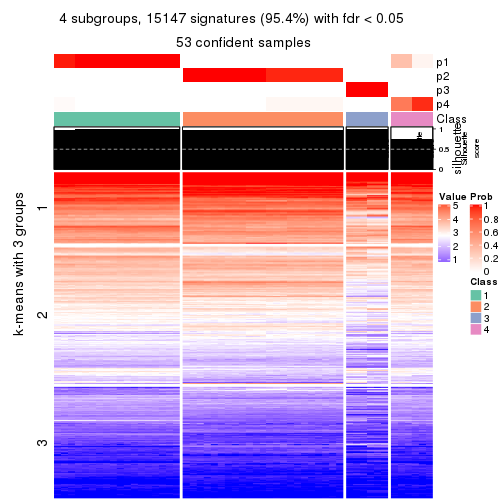 4 subgroups, 15147 signatures (95.4%) with fdr < 0.05
53 confident samples
p1
p2
p3
p4
Class
1
0.5
0
silhouette
Silhouette
score
k-means with 3 groups
1
2
3
Value
5
4
3
2
1
Prob
1
0.8
0.6
0.4
0.2
0
Class
1
2
3
4